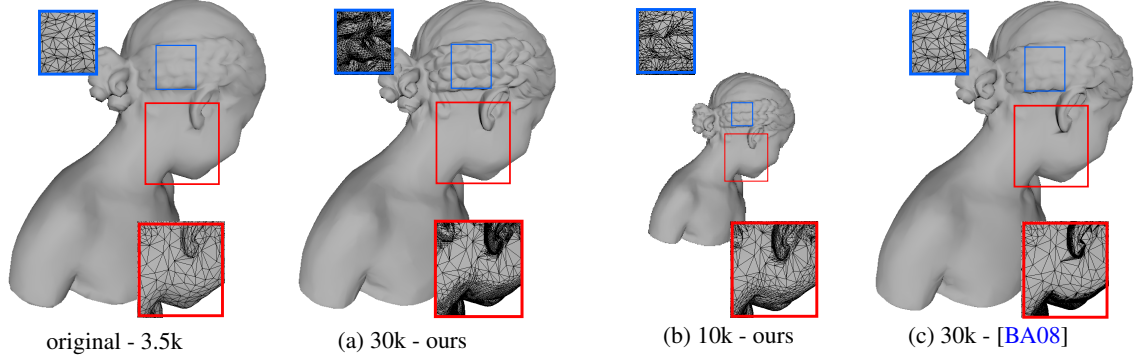 original - 3.5k
(a) 30k - ours
(b) 10k - ours
(c) 30k - [BA08]